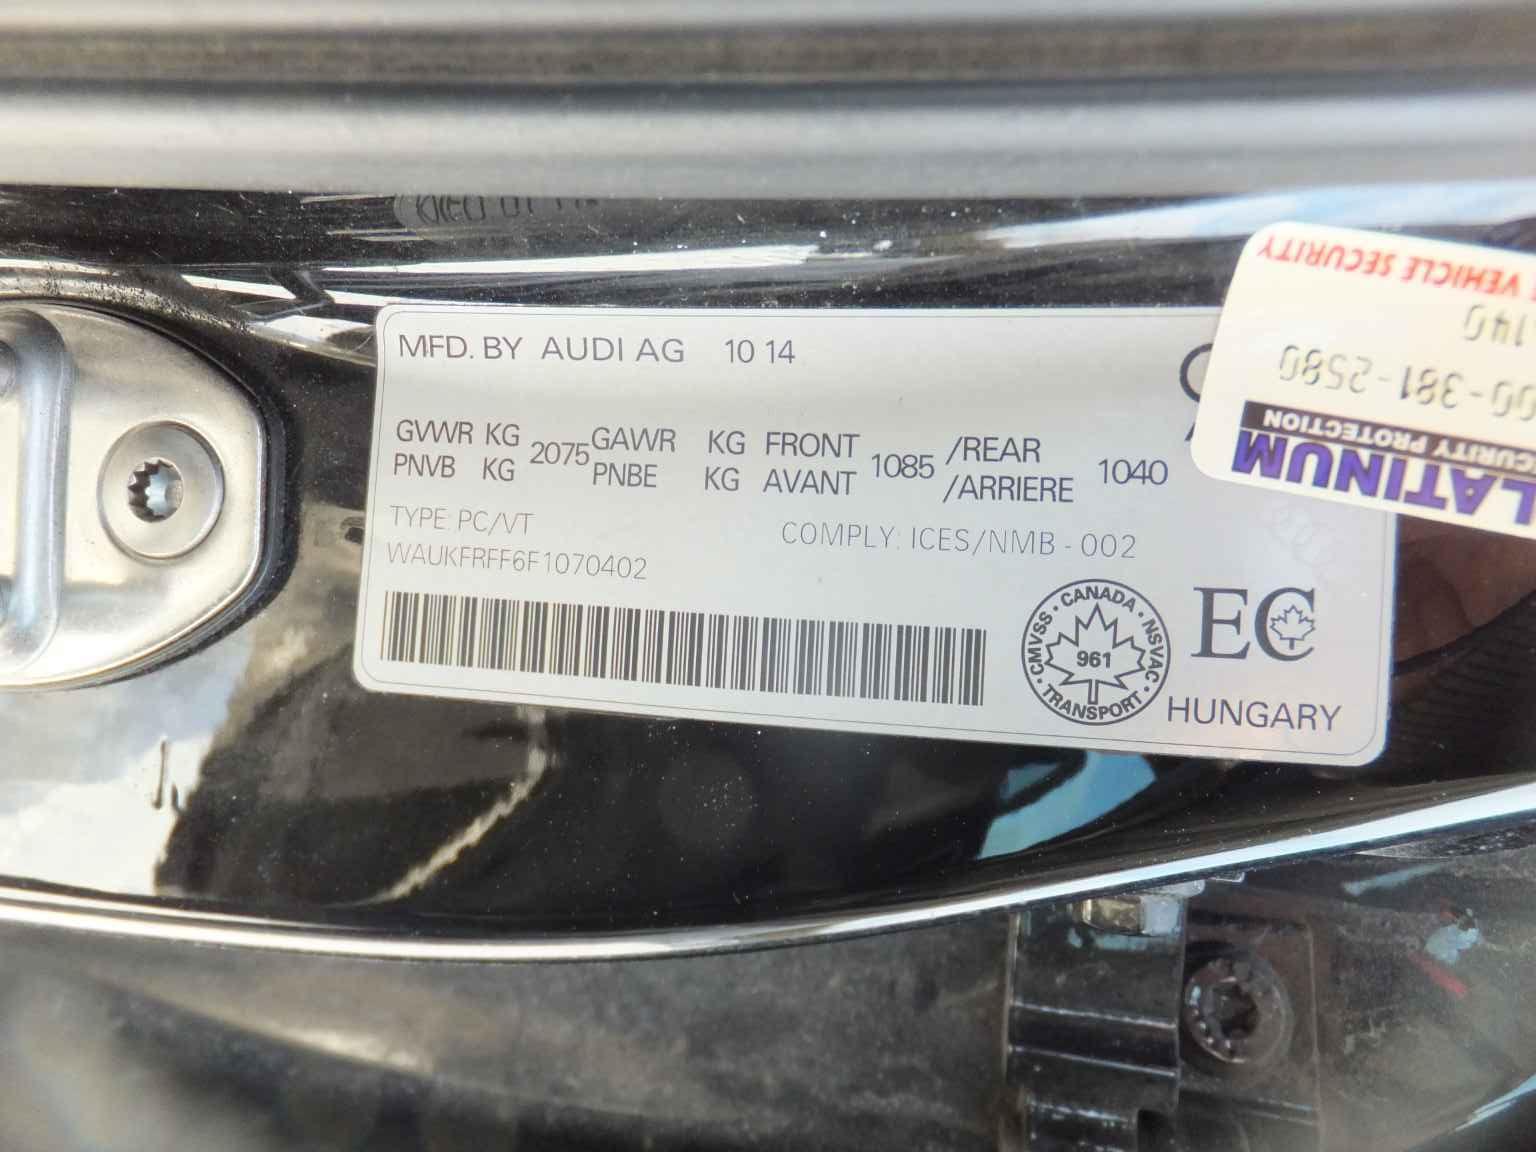 MFD. BY AUDI AG 10 14
GVWR KG 2075 GAWR KG FRONT 1085 /REAR 1040
PNVB KG PNBE KG AVANT /ARRIERE
TYPE: PC/VT
COMPLY: ICES/NMB - 002
WAUKFRFF6F1070402
CMVSS · CANADA · NSVAC · TRANSPORT ·
961
EC
HUNGARY
VEHICLE SECURITY
140
00-381-2580
SECURITY PROTECTION
LATINUM